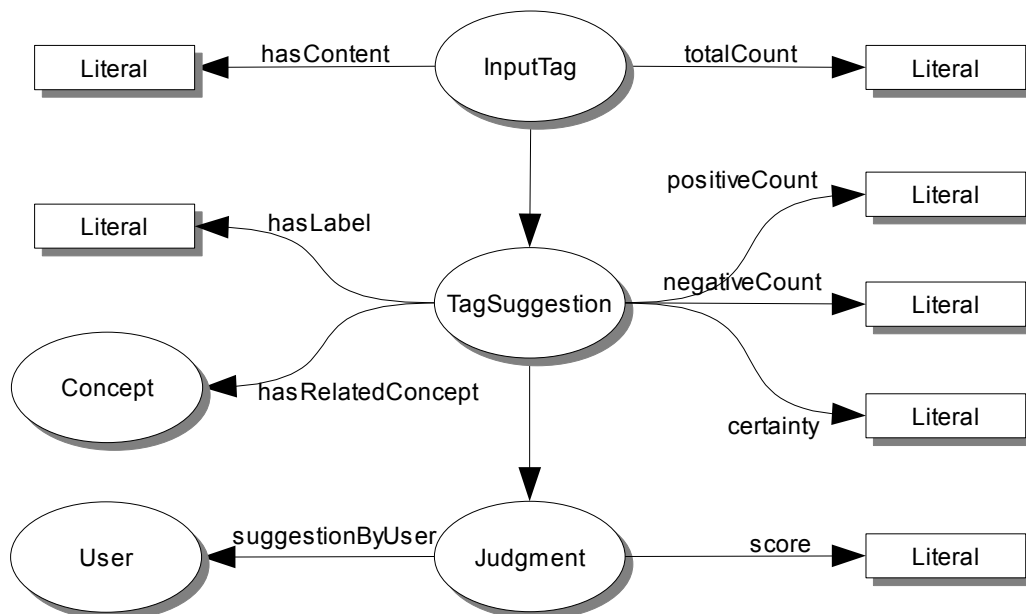 Literal
hasContent
InputTag
totalCount
Literal
positiveCount
Literal
Literal
hasLabel
TagSuggestion
negativeCount
Literal
Concept
hasRelatedConcept
certainty
Literal
User
suggestionByUser
Judgment
score
Literal